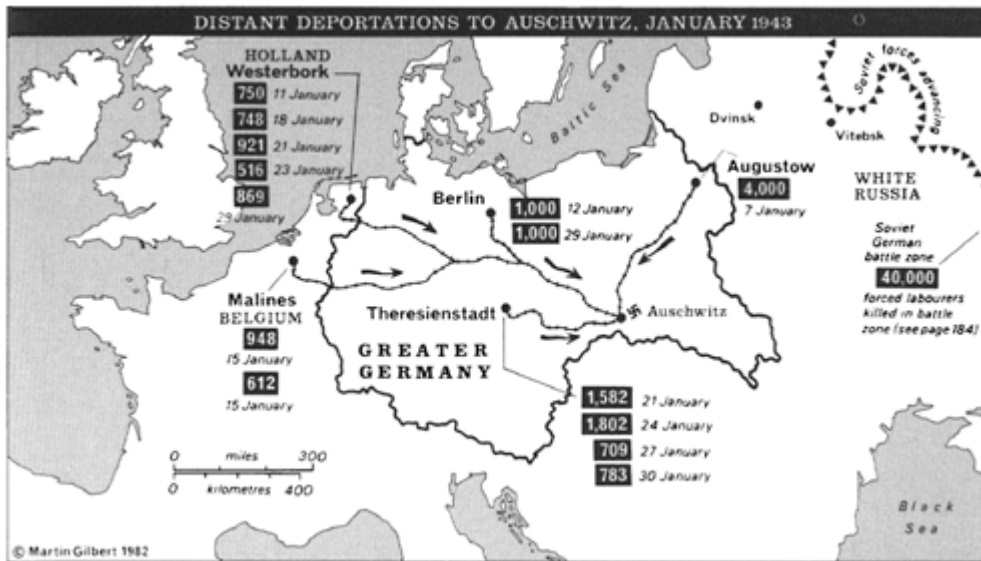 DISTANT DEPORTATIONS TO AUSCHWITZ, JANUARY 1943
HOLLAND
Westerbork
750 11 January
748 18 January
921 21 January
516 23 January
869
29 January
Baltic Sea
Soviet forces advancing
Dvinsk
Vitebsk
WHITE
RUSSIA
Augustow
4,000
7 January
Berlin
1,000 12 January
1,000 29 January
Soviet
German
battle zone
40,000
forced labourers
killed in battle
zone (see page 184)
Malines
BELGIUM
948
15 January
612
15 January
Theresienstadt
Auschwitz
GREATER
GERMANY
1,582 21 January
1,802 24 January
709 27 January
783 30 January
0 miles 300
0 kilometres 400
Black
Sea
© Martin Gilbert 1982